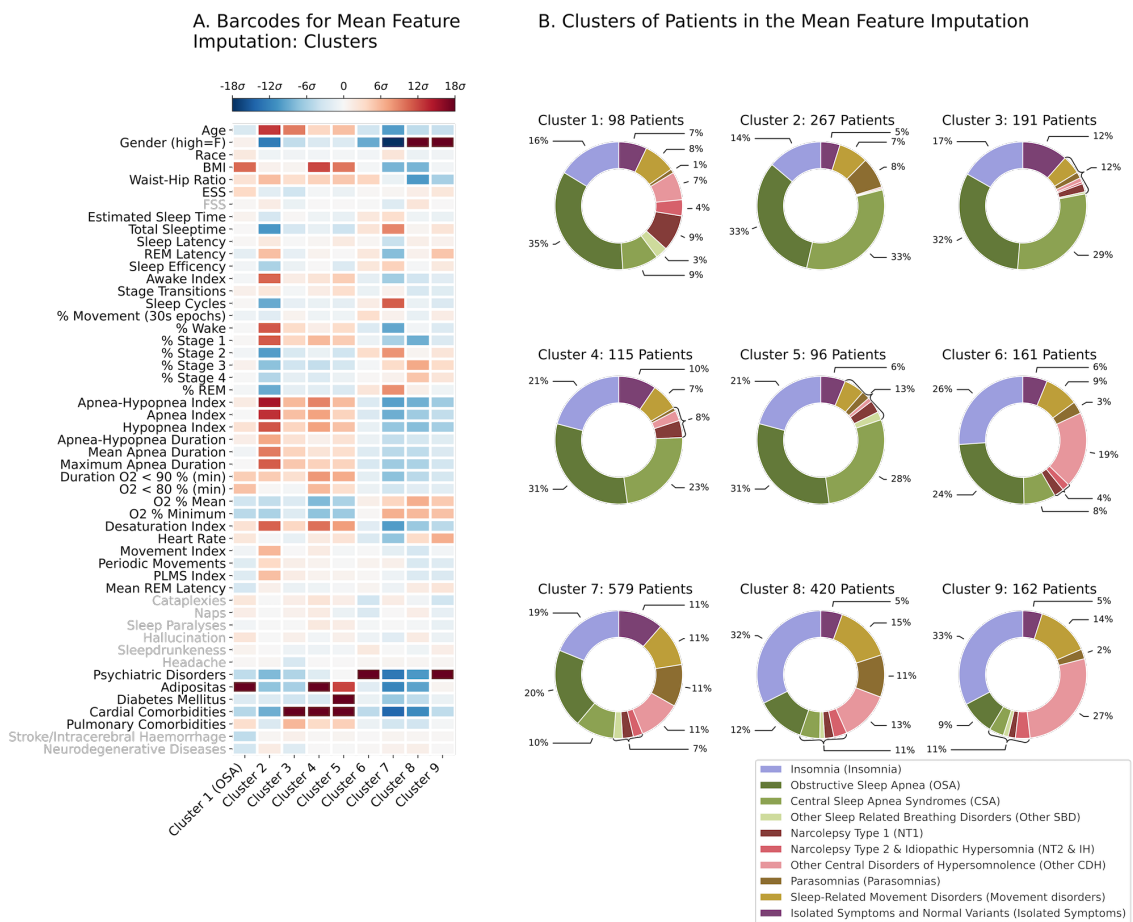 A. Barcodes for Mean Feature
Imputation: Clusters
-18σ -12σ -6σ 0 6σ 12σ 18σ
Age
Gender (high=F)
Race
BMI
Waist-Hip Ratio
ESS
FSS
Estimated Sleep Time
Total Sleeptime
Sleep Latency
REM Latency
Sleep Efficency
Awake Index
Stage Transitions
Sleep Cycles
% Movement (30s epochs)
% Wake
% Stage 1
% Stage 2
% Stage 3
% Stage 4
% REM
Apnea-Hypopnea Index
Apnea Index
Hypopnea Index
Apnea-Hypopnea Duration
Mean Apnea Duration
Maximum Apnea Duration
Duration O2 < 90 % (min)
O2 < 80 % (min)
O2 % Mean
O2 % Minimum
Desaturation Index
Heart Rate
Movement Index
Periodic Movements
PLMS Index
Mean REM Latency
Cataplexies
Naps
Sleep Paralyses
Hallucination
Sleepdrunkeness
Headache
Psychiatric Disorders
Adipositas
Diabetes Mellitus
Cardial Comorbidities
Pulmonary Comorbidities
Stroke/Intracerebral Haemorrhage
Neurodegenerative Diseases
Cluster 1 (OSA)
Cluster 2
Cluster 3
Cluster 4
Cluster 5
Cluster 6
Cluster 7
Cluster 8
Cluster 9
B. Clusters of Patients in the Mean Feature Imputation
Cluster 1: 98 Patients
16%
35%
7%
8%
1%
7%
4%
9%
3%
9%
Cluster 2: 267 Patients
14%
33%
5%
7%
8%
33%
Cluster 3: 191 Patients
17%
32%
12%
12%
29%
Cluster 4: 115 Patients
21%
31%
10%
7%
8%
23%
Cluster 5: 96 Patients
21%
31%
6%
13%
28%
Cluster 6: 161 Patients
26%
24%
6%
9%
3%
19%
4%
8%
Cluster 7: 579 Patients
19%
20%
10%
11%
11%
11%
11%
7%
Cluster 8: 420 Patients
32%
12%
5%
15%
11%
13%
11%
Cluster 9: 162 Patients
33%
9%
11%
5%
14%
2%
27%
Insomnia (Insomnia)
Obstructive Sleep Apnea (OSA)
Central Sleep Apnea Syndromes (CSA)
Other Sleep Related Breathing Disorders (Other SBD)
Narcolepsy Type 1 (NT1)
Narcolepsy Type 2 & Idiopathic Hypersomnia (NT2 & IH)
Other Central Disorders of Hypersomnolence (Other CDH)
Parasomnias (Parasomnias)
Sleep-Related Movement Disorders (Movement disorders)
Isolated Symptoms and Normal Variants (Isolated Symptoms)